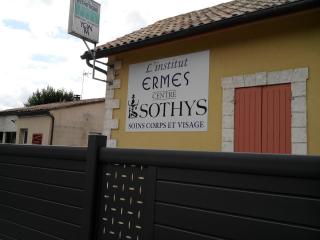 L'institut
ERMES
CENTRE
SOTHYS
SOINS CORPS ET VISAGE